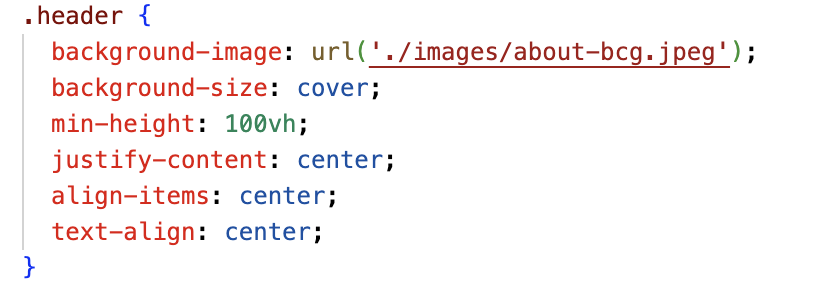 .header {
background-image: url('./images/about-bcg.jpeg');
background-size: cover;
min-height: 100vh;
justify-content: center;
align-items: center;
text-align: center;
}